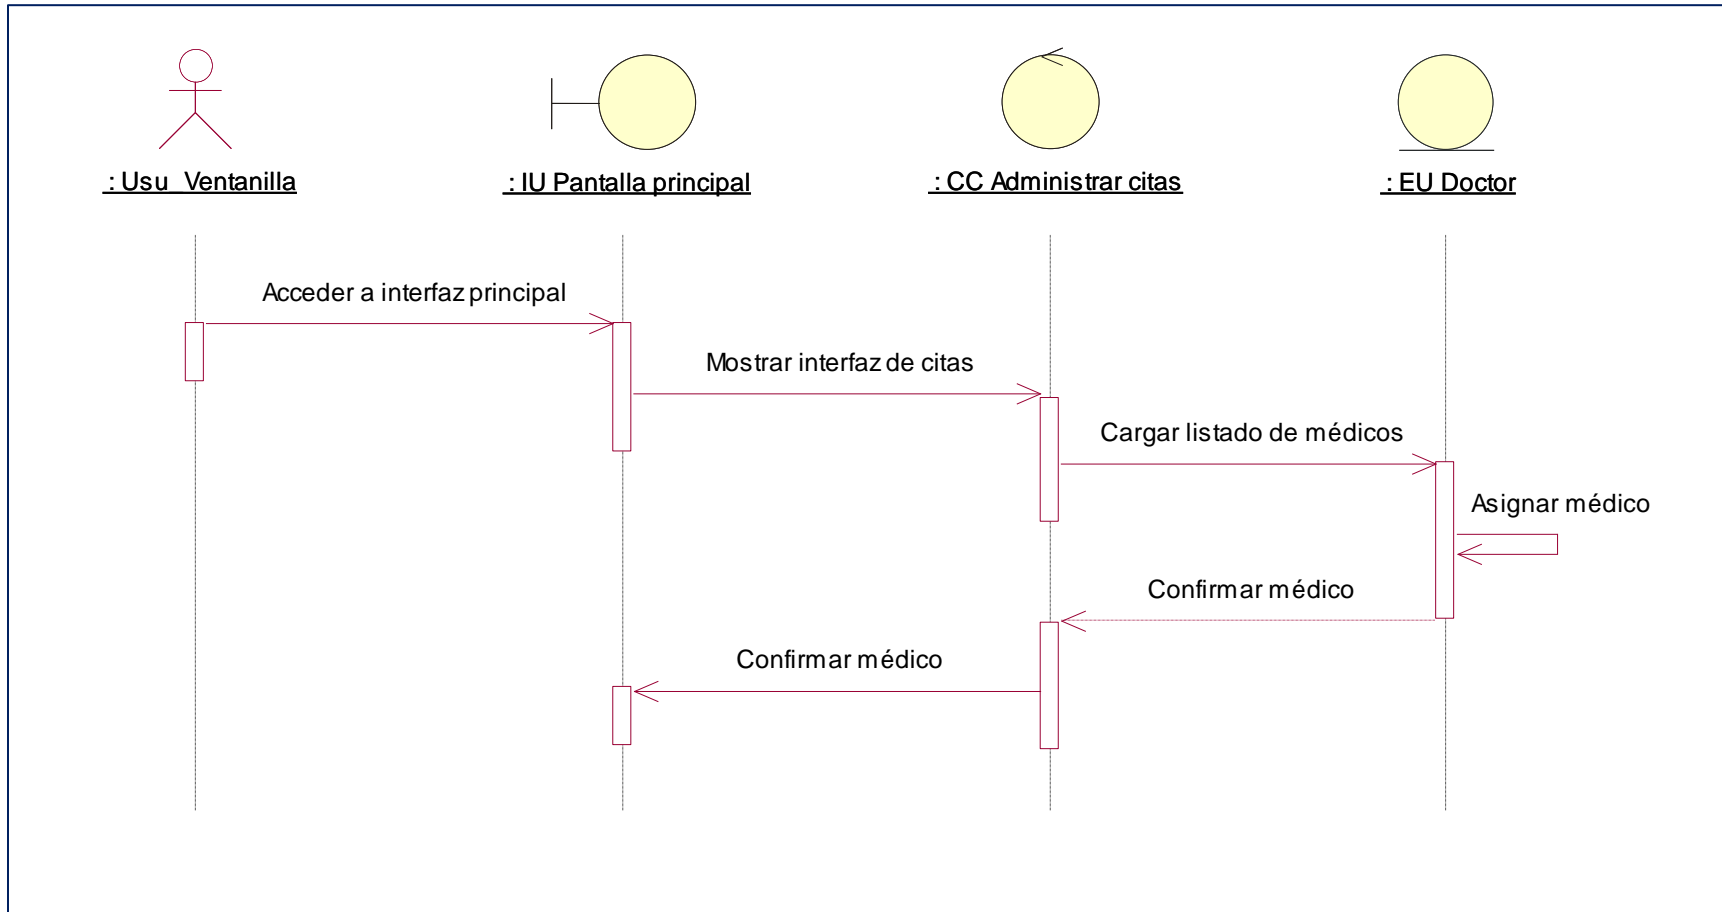 : Usu_Ventanilla
: IU Pantalla principal
: CC Administrar citas
: EU Doctor
Acceder a interfaz principal
Mostrar interfaz de citas
Cargar listado de médicos
Asignar médico
Confirmar médico
Confirmar médico